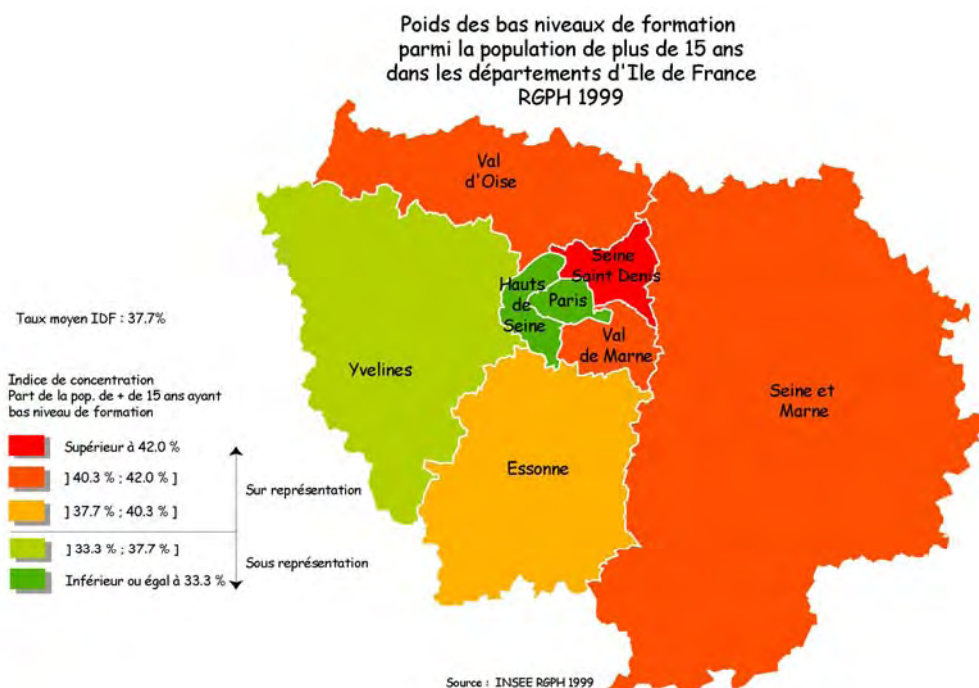 Poids des bas niveaux de formation
parmi la population de plus de 15 ans
dans les départements d'Ile de France
RGPH 1999
Val
d'Oise
Seine
Saint Denis
Hauts
de
Seine
Paris
Val
de Marne
Yvelines
Seine et
Marne
Essonne
Taux moyen IDF : 37.7%
Indice de concentration
Part de la pop. de + de 15 ans ayant
bas niveau de formation
Supérieur à 42.0 %
] 40.3 % ; 42.0 % ]
] 37.7 % ; 40.3 % ]
Sur représentation
] 33.3 % ; 37.7 % ]
Inférieur ou égal à 33.3 %
Sous représentation
Source : INSEE RGPH 1999